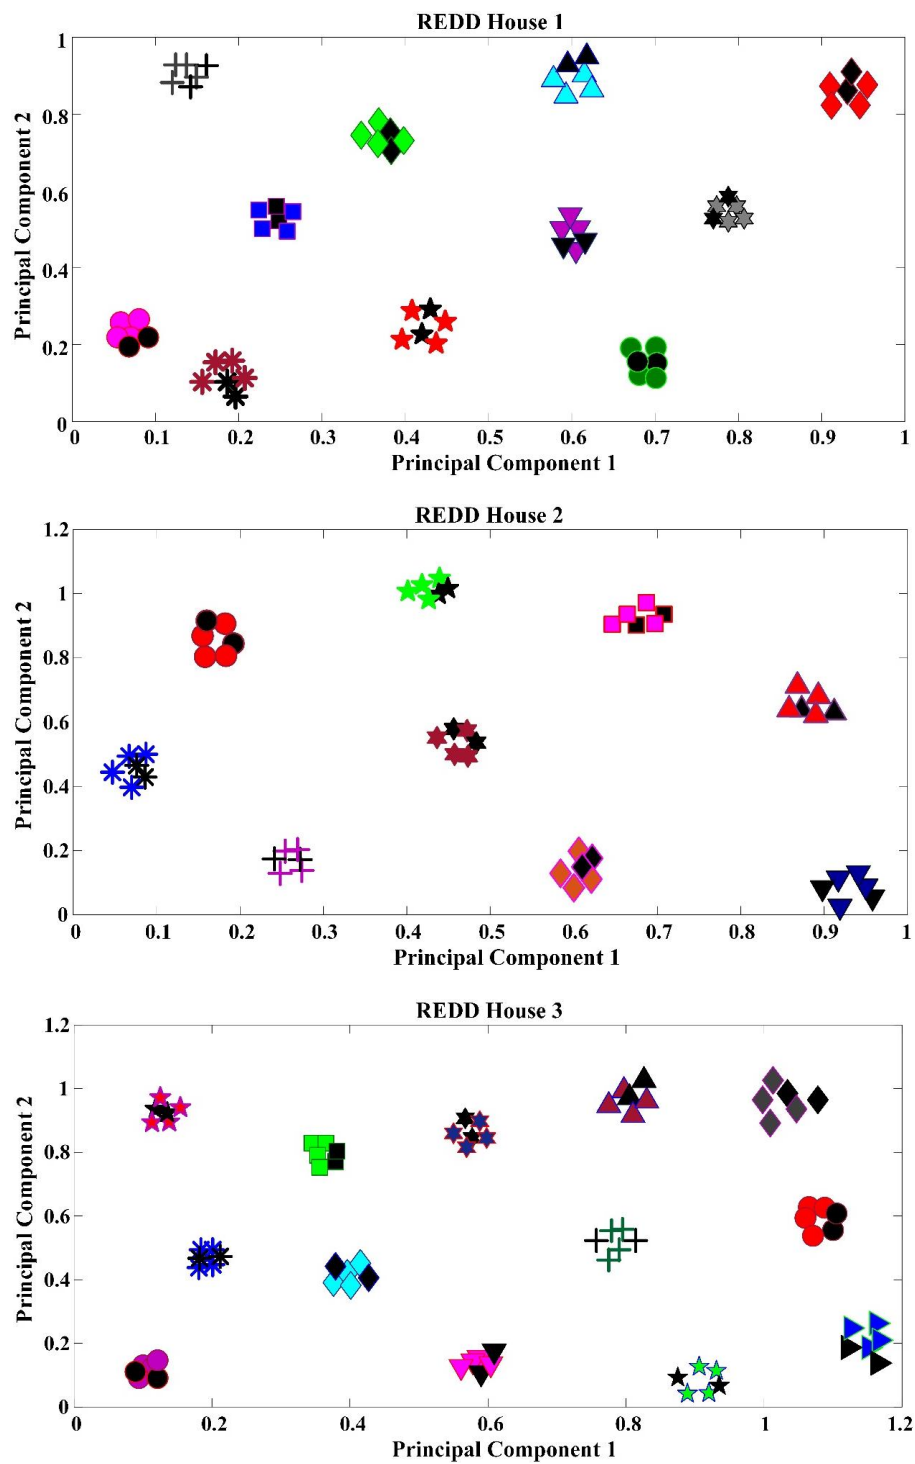 REDD House 1
1
0.8
0.6
0.4
0.2
0
Principal Component 2
0 0.1 0.2 0.3 0.4 0.5 0.6 0.7 0.8 0.9 1
Principal Component 1
REDD House 2
1.2
1
0.8
0.6
0.4
0.2
0
Principal Component 2
0 0.1 0.2 0.3 0.4 0.5 0.6 0.7 0.8 0.9 1
Principal Component 1
REDD House 3
1.2
1
0.8
0.6
0.4
0.2
0
Principal Component 2
0 0.2 0.4 0.6 0.8 1 1.2
Principal Component 1